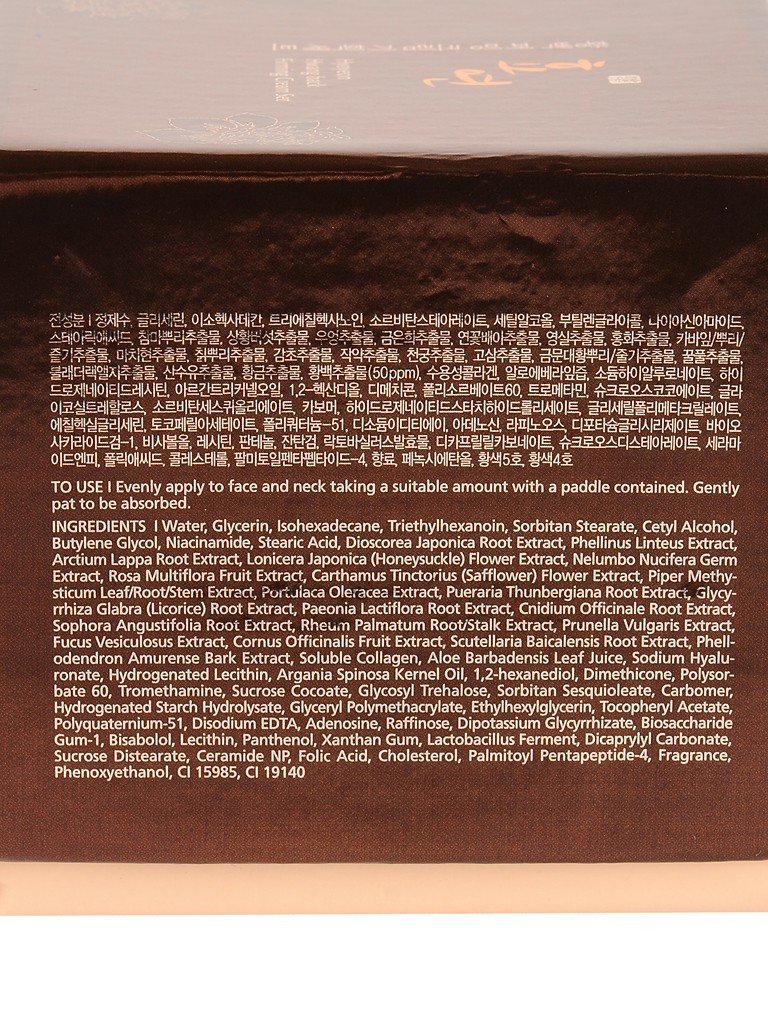 전성분 I 정제수, 글리세린, 이소헥사데칸, 트리에칠헥사노인, 소르비탄스테아레이트, 세틸알코올, 부틸렌글라이콜, 나이아신아마이드,
스테아릭애씨드, 참마뿌리추출물, 상황버섯추출물, 우엉추출물, 금은화추출물, 연꽃배아추출물, 영실추출물, 홍화추출물, 카바잎/뿌리/
줄기추출물, 마치현추출물, 칡뿌리추출물, 감초추출물, 작약추출물, 천궁추출물, 고삼추출물, 금문대황뿌리/줄기추출물, 꿀풀추출물,
블래더랙앨지추출물, 산수유추출물, 황금추출물, 황백추출물(50ppm), 수용성콜라겐, 알로에베라잎즙, 소듐하이알루로네이트, 하이
드로제네이티드레시틴, 아르간트리커넬오일, 1,2-헥산디올, 디메치콘, 폴리소르베이트60, 트로메타민, 슈크로오스코코에이트, 글라
이코실트레할로스, 소르비탄세스퀴올리에이트, 카보머, 하이드로제네이티드스타치하이드롤리세이트, 글리세릴폴리메타크릴레이트,
에칠헥실글리세린, 토코페릴아세테이트, 폴리쿼터늄-51, 디소듐이디티에이, 아데노신, 라피노오스, 디포타슘글리시리제이트, 바이오
사카라이드검-1, 비사볼올, 레시틴, 판테놀, 잔탄검, 락토바실러스발효물, 디카프릴릴카보네이트, 슈크로오스디스테아레이트, 세라마
이드엔피, 폴릭애씨드, 콜레스테롤, 팔미토일펜타펩타이드-4, 향료, 페녹시에탄올, 황색5호, 황색4호
TO USE I Evenly apply to face and neck taking a suitable amount with a paddle contained. Gently
pat to be absorbed.
INGREDIENTS I Water, Glycerin, Isohexadecane, Triethylhexanoin, Sorbitan Stearate, Cetyl Alcohol,
Butylene Glycol, Niacinamide, Stearic Acid, Dioscorea Japonica Root Extract, Phellinus Linteus Extract,
Arctium Lappa Root Extract, Lonicera Japonica (Honeysuckle) Flower Extract, Nelumbo Nucifera Germ
Extract, Rosa Multiflora Fruit Extract, Carthamus Tinctorius (Safflower) Flower Extract, Piper Methy-
sticum Leaf/Root/Stem Extract, Portulaca Oleracea Extract, Pueraria Thunbergiana Root Extract, Glycy-
rrhiza Glabra (Licorice) Root Extract, Paeonia Lactiflora Root Extract, Cnidium Officinale Root Extract,
Sophora Angustifolia Root Extract, Rheum Palmatum Root/Stalk Extract, Prunella Vulgaris Extract,
Fucus Vesiculosus Extract, Cornus Officinalis Fruit Extract, Scutellaria Baicalensis Root Extract, Phell-
odendron Amurense Bark Extract, Soluble Collagen, Aloe Barbadensis Leaf Juice, Sodium Hyalu-
ronate, Hydrogenated Lecithin, Argania Spinosa Kernel Oil, 1,2-hexanediol, Dimethicone, Polysor-
bate 60, Tromethamine, Sucrose Cocoate, Glycosyl Trehalose, Sorbitan Sesquioleate, Carbomer,
Hydrogenated Starch Hydrolysate, Glyceryl Polymethacrylate, Ethylhexylglycerin, Tocopheryl Acetate,
Polyquaternium-51, Disodium EDTA, Adenosine, Raffinose, Dipotassium Glycyrrhizate, Biosaccharide
Gum-1, Bisabolol, Lecithin, Panthenol, Xanthan Gum, Lactobacillus Ferment, Dicaprylyl Carbonate,
Sucrose Distearate, Ceramide NP, Folic Acid, Cholesterol, Palmitoyl Pentapeptide-4, Fragrance,
Phenoxyethanol, CI 15985, CI 19140